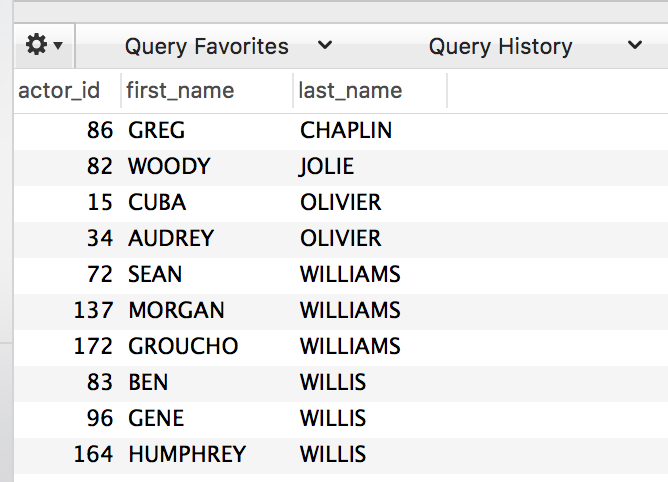 Query Favorites Query History
actor_id first_name last_name
86 GREG CHAPLIN
82 WOODY JOLIE
15 CUBA OLIVIER
34 AUDREY OLIVIER
72 SEAN WILLIAMS
137 MORGAN WILLIAMS
172 GROUCHO WILLIAMS
83 BEN WILLIS
96 GENE WILLIS
164 HUMPHREY WILLIS